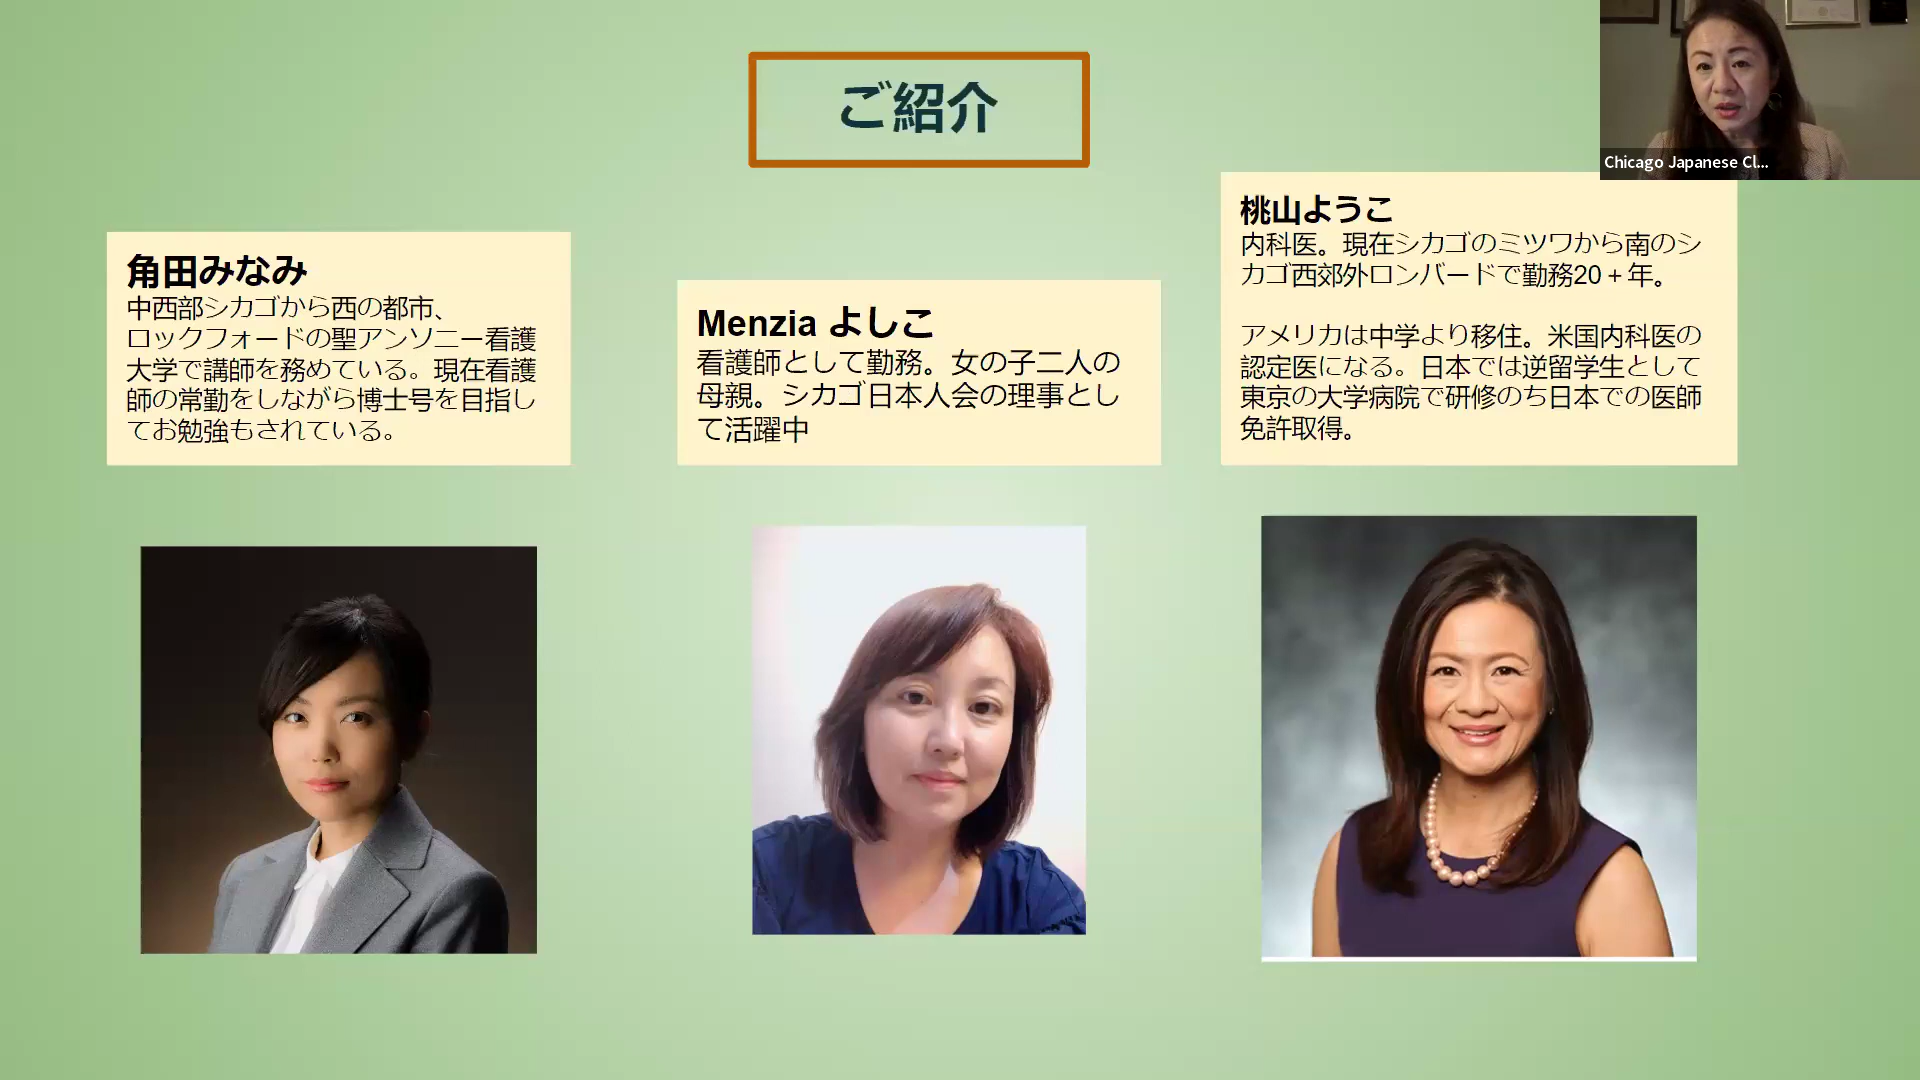 ご紹介
Chicago Japanese Cl...
角田みなみ
中西部シカゴから西の都市、
ロックフォードの聖アンソニー看護
大学で講師を務めている。現在看護
師の常勤をしながら博士号を目指し
てお勉強もされている。
Menzia よしこ
看護師として勤務。女の子二人の
母親。シカゴ日本人会の理事とし
て活躍中
桃山ようこ
内科医。現在シカゴのミツワから南のシ
カゴ西郊外ロンバードで勤務20＋年。
アメリカは中学より移住。米国内科医の
認定医になる。日本では逆留学生として
東京の大学病院で研修のち日本での医師
免許取得。